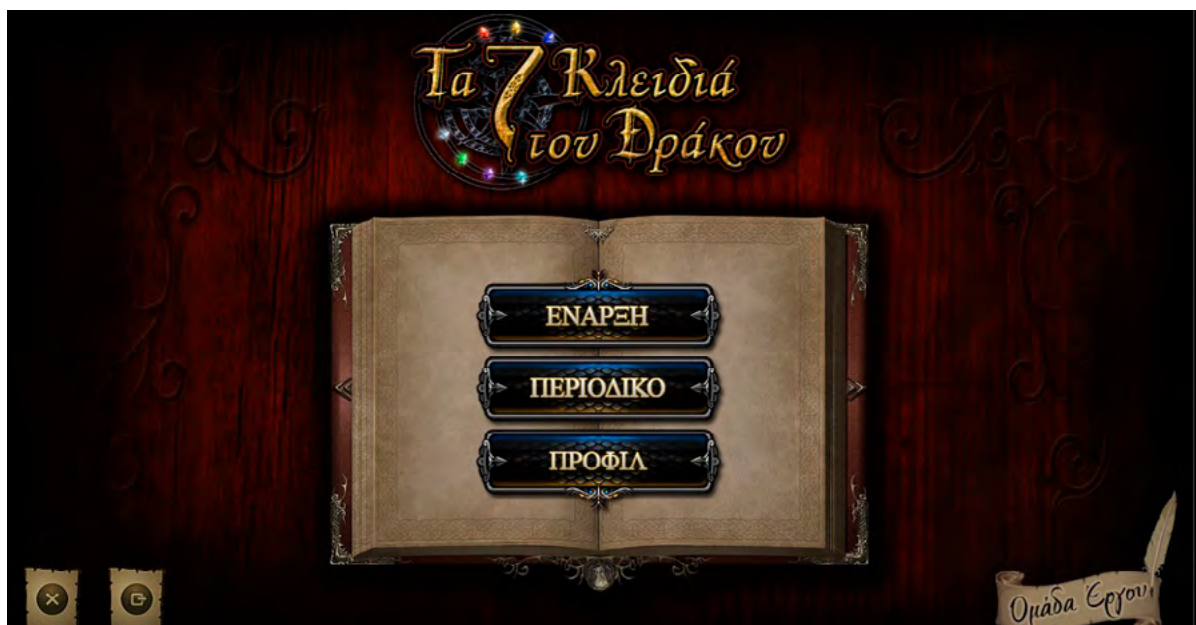 Τα 7 Κλειδιά
του Δράκου
ΕΝΑΡΞΗ
ΠΕΡΙΟΔΙΚΟ
ΠΡΟΦΙΛ
Ομάδα Έργου